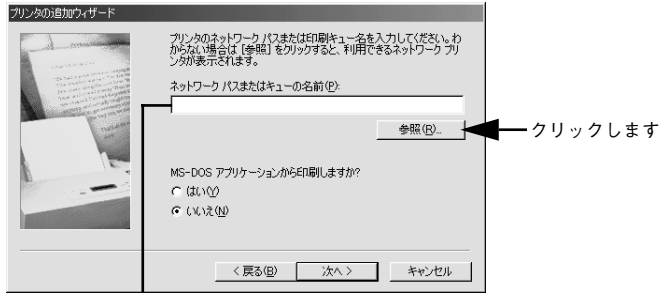 プリンタの追加ウィザード
プリンタのネットワーク パスまたは印刷キュー名を入力してください。わ
からない場合は [参照] をクリックすると、利用できるネットワーク プリ
ンタが表示されます。
ネットワーク パスまたはキューの名前(P):
参照(R)...
クリックします
MS-DOS アプリケーションから印刷しますか?
はい(Y)
いいえ(N)
< 戻る(B)
次へ >
キャンセル